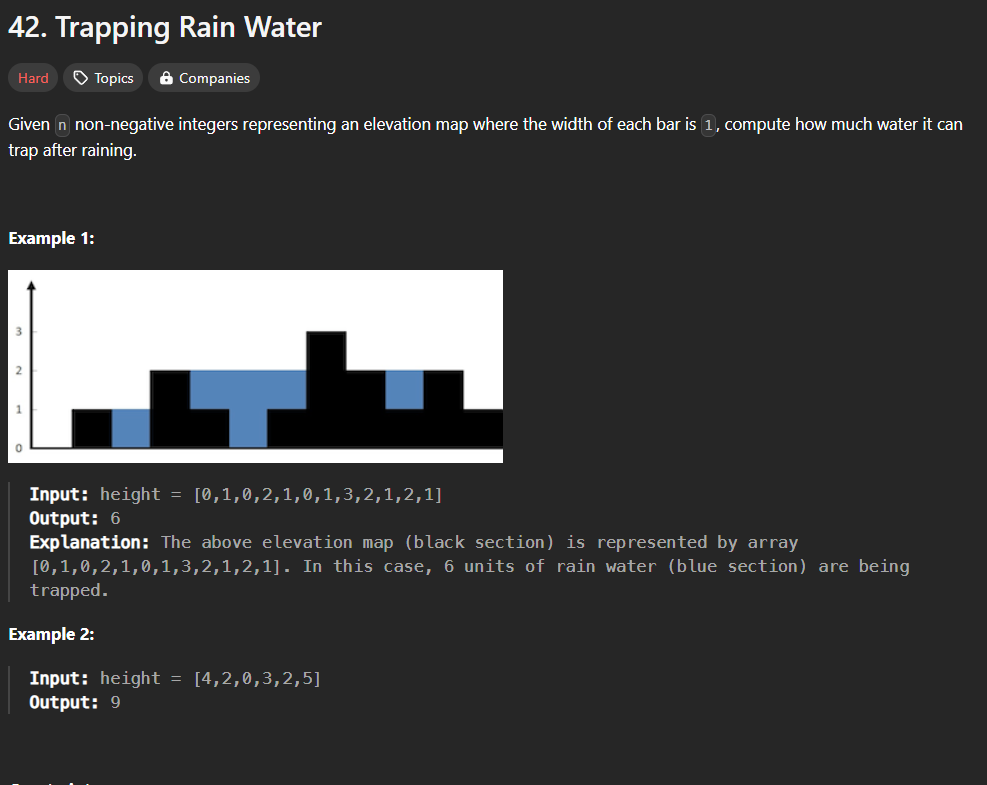 42. Trapping Rain Water
Hard Topics Companies
Given n non-negative integers representing an elevation map where the width of each bar is 1, compute how much water it can
trap after raining.
Example 1:
3
2
1
0
Input: height = [0,1,0,2,1,0,1,3,2,1,2,1]
Output: 6
Explanation: The above elevation map (black section) is represented by array
[0,1,0,2,1,0,1,3,2,1,2,1]. In this case, 6 units of rain water (blue section) are being
trapped.
Example 2:
Input: height = [4,2,0,3,2,5]
Output: 9